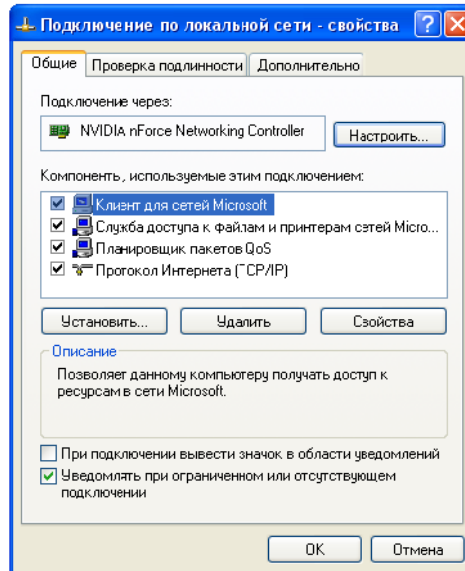 Подключение по локальной сети - свойства
Общие Проверка подлинности Дополнительно
Подключение через:
NVIDIA nForce Networking Controller Настроить...
Компоненты, используемые этим подключением:
Клиент для сетей Microsoft
Служба доступа к файлам и принтерам сетей Micro...
Планировщик пакетов QoS
Протокол Интернета (TCP/IP)
Установить... Удалить Свойства
Описание
Позволяет данному компьютеру получать доступ к
ресурсам в сети Microsoft.
При подключении вывести значок в области уведомлений
Уведомлять при ограниченном или отсутствующем
подключении
OK Отмена